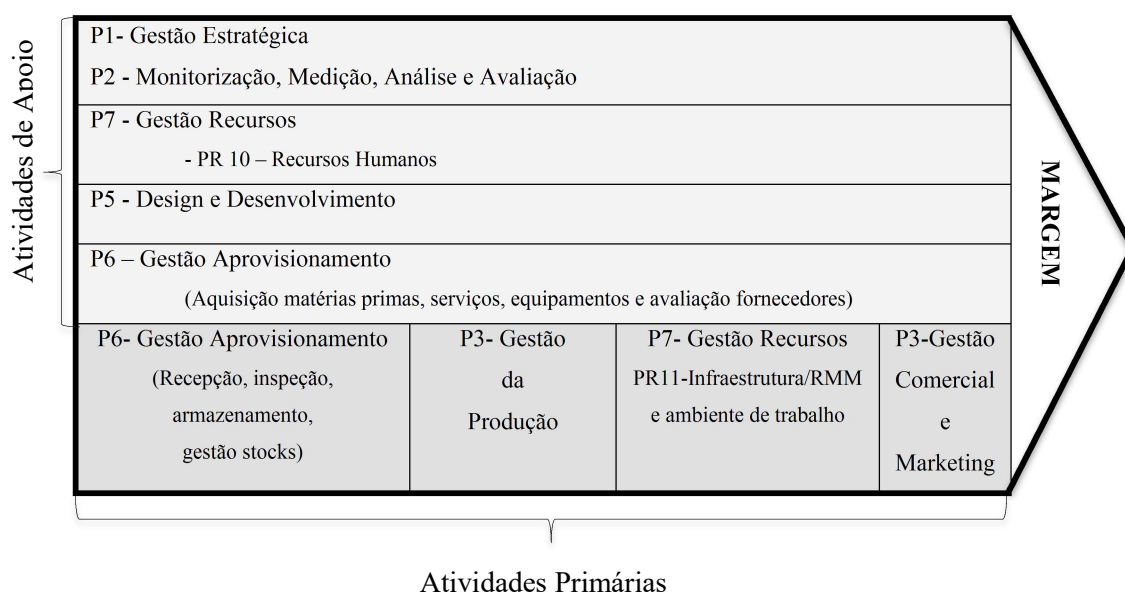 Atividades de Apoio
P1- Gestão Estratégica
P2 - Monitorização, Medição, Análise e Avaliação
P7 - Gestão Recursos
- PR 10 – Recursos Humanos
P5 - Design e Desenvolvimento
P6 – Gestão Aprovisionamento
(Aquisição matérias primas, serviços, equipamentos e avaliação fornecedores)
MARGEM
P6- Gestão Aprovisionamento
(Recepção, inspeção,
armazenamento,
gestão stocks)
P3- Gestão
da
Produção
P7- Gestão Recursos
PR11-Infraestrutura/RMM
e ambiente de trabalho
P3-Gestão
Comercial
e
Marketing
Atividades Primárias